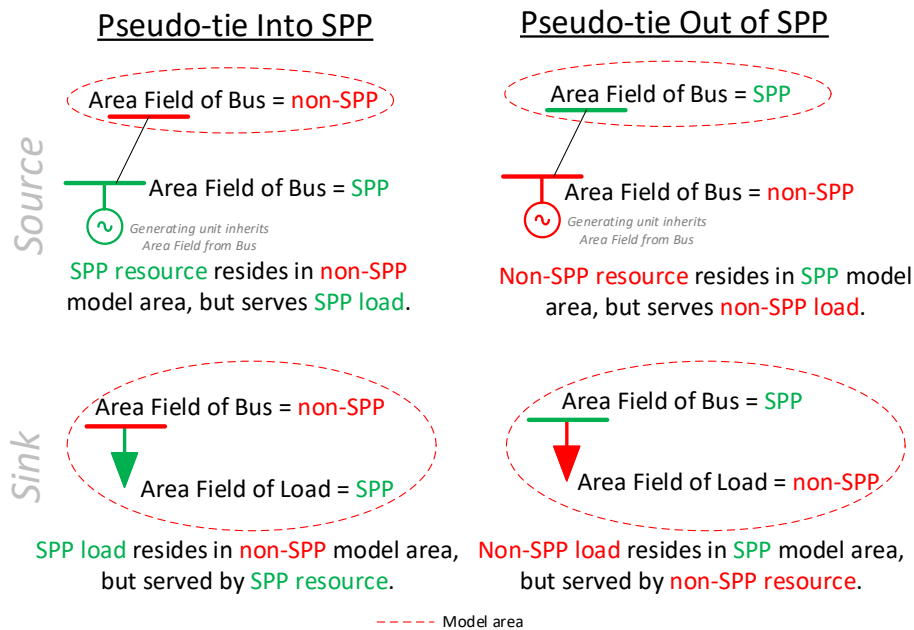 Pseudo-tie Into SPP
Pseudo-tie Out of SPP
Source
Area Field of Bus = non-SPP
Area Field of Bus = SPP
Generating unit inherits
Area Field from Bus
SPP resource resides in non-SPP
model area, but serves SPP load.
Area Field of Bus = SPP
Area Field of Bus = non-SPP
Generating unit inherits
Area Field from Bus
Non-SPP resource resides in SPP model
area, but serves non-SPP load.
Sink
Area Field of Bus = non-SPP
Area Field of Load = SPP
SPP load resides in non-SPP model area,
but served by SPP resource.
Area Field of Bus = SPP
Area Field of Load = non-SPP
Non-SPP load resides in SPP model area,
but served by non-SPP resource.
Model area